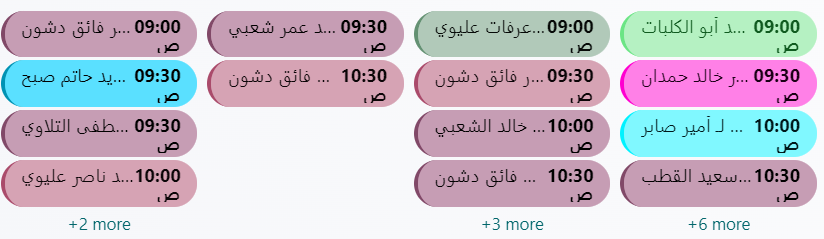 09:00 ص ...د أبو الكلبات
09:30 ص ...ر خالد حمدان
10:00 ص ... لـ أمير صابر
10:30 ص ...سعيد القطب
+6 more
09:00 ص ...عرفات عليوي
09:30 ص ...ر فائق دشون
10:00 ص ... خالد الشعبي
10:30 ص ... فائق دشون
+3 more
09:30 ص ...د عمر شعبي
10:30 ص ... فائق دشون
09:00 ص ...ر فائق دشون
09:30 ص ...يد حاتم صبح
09:30 ص ...طفى التلاوي
10:00 ص ...د ناصر عليوي
+2 more